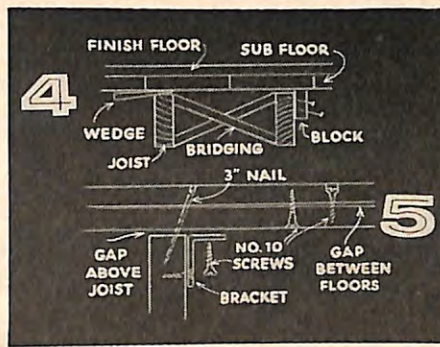 4
FINISH FLOOR
SUB FLOOR
WEDGE
JOIST
BRIDGING
BLOCK
5
3" NAIL
GAP
ABOVE
JOIST
NO. 10
SCREWS
BRACKET
GAP
BETWEEN
FLOORS